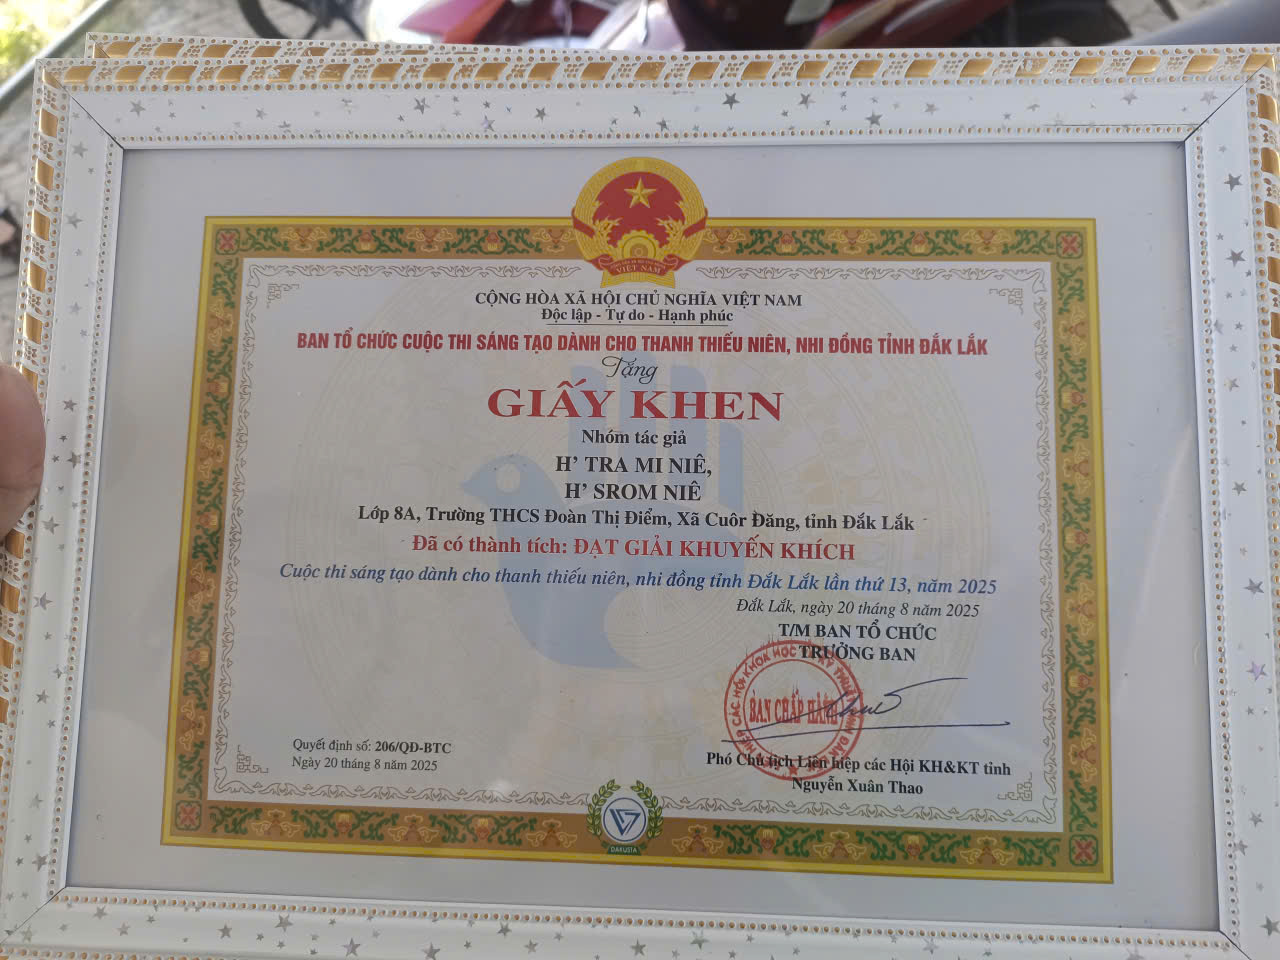 VIỆT NAM
CỘNG HÒA XÃ HỘI CHỦ NGHĨA VIỆT NAM
Độc lập - Tự do - Hạnh phúc
BAN TỔ CHỨC CUỘC THI SÁNG TẠO DÀNH CHO THANH THIẾU NIÊN, NHI ĐỒNG TỈNH ĐẮK LẮK
Tặng
GIẤY KHEN
Nhóm tác giả
H' TRA MI NIÊ,
H' SROM NIÊ
Lớp 8A, Trường THCS Đoàn Thị Điểm, Xã Cuôr Đăng, tỉnh Đắk Lắk
Đã có thành tích: ĐẠT GIẢI KHUYẾN KHÍCH
Cuộc thi sáng tạo dành cho thanh thiếu niên, nhi đồng tỉnh Đắk Lắk lần thứ 13, năm 2025
Đắk Lắk, ngày 20 tháng 8 năm 2025
T/M BAN TỔ CHỨC
TRƯỞNG BAN
BAN CHẤP HÀNH
Quyết định số: 206/QĐ-BTC
Ngày 20 tháng 8 năm 2025
Phó Chủ tịch Liên hiệp các Hội KH&KT tỉnh
Nguyễn Xuân Thao
DAKUSTA